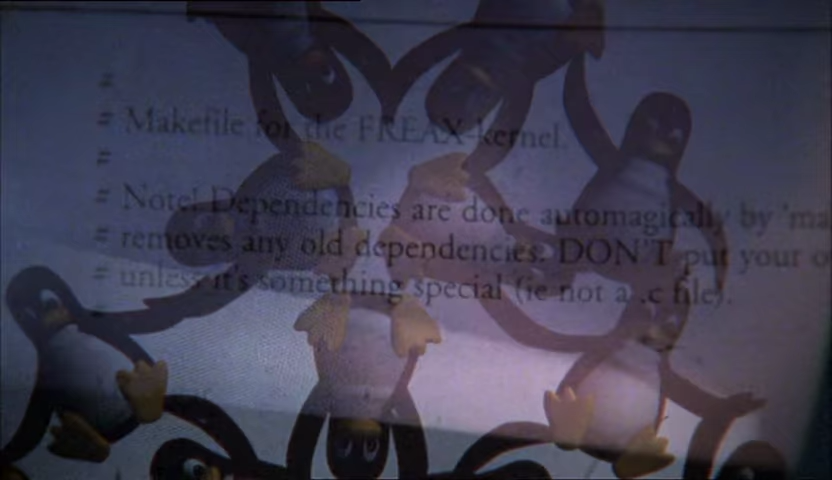 #
# Makefile for the FREAX-kernel.
#
# Note! Dependencies are done automagically by 'ma
# removes any old dependencies. DON'T put your o
# unless it's something special (ie not a .c file).
#